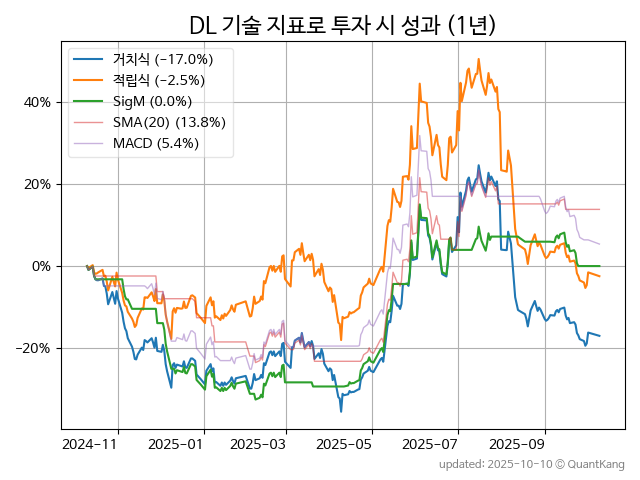 DL 기술 지표로 투자 시 성과 (1년)
거치식 (−17.0%)
적립식 (−2.5%)
SigM (0.0%)
SMA(20) (13.8%)
MACD (5.4%)
40%
20%
0%
−20%
2024−11 2025−01 2025−03 2025−05 2025−07 2025−09
updated: 2025-10-10 © QuantKang